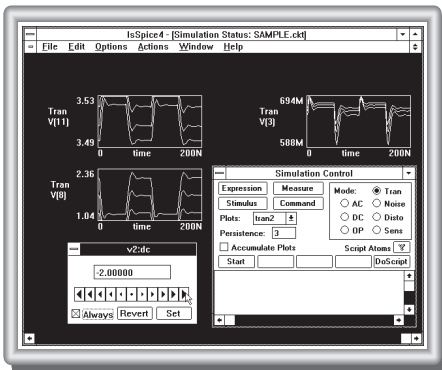 IsSpice4 - [Simulation Status: SAMPLE.ckt]
File Edit Options Actions Window Help
3.53
Tran
V(11)
3.49
0 time 200N
694M
Tran
V(3)
588M
0 time 200N
2.36
Tran
V(8)
1.04
0 time 200N
Simulation Control
Expression Measure
Stimulus Command
Plots: tran2
Persistence: 3
Accumulate Plots
Mode: Tran
AC Noise
DC Disto
OP Sens
Script Atoms
Start DoScript
v2:dc
-2.00000
Always Revert Set